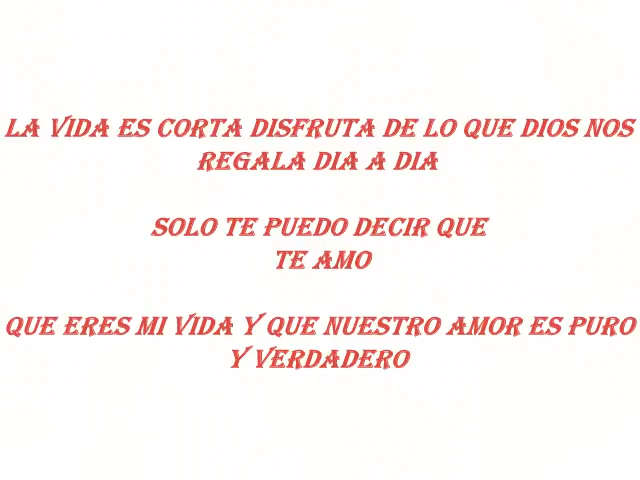 LA VIDA ES CORTA DISFRUTA DE LO QUE DIOS NOS
REGALA DIA A DIA
SOLO TE PUEDO DECIR QUE
TE AMO
QUE ERES MI VIDA Y QUE NUESTRO AMOR ES PURO
Y VERDADERO